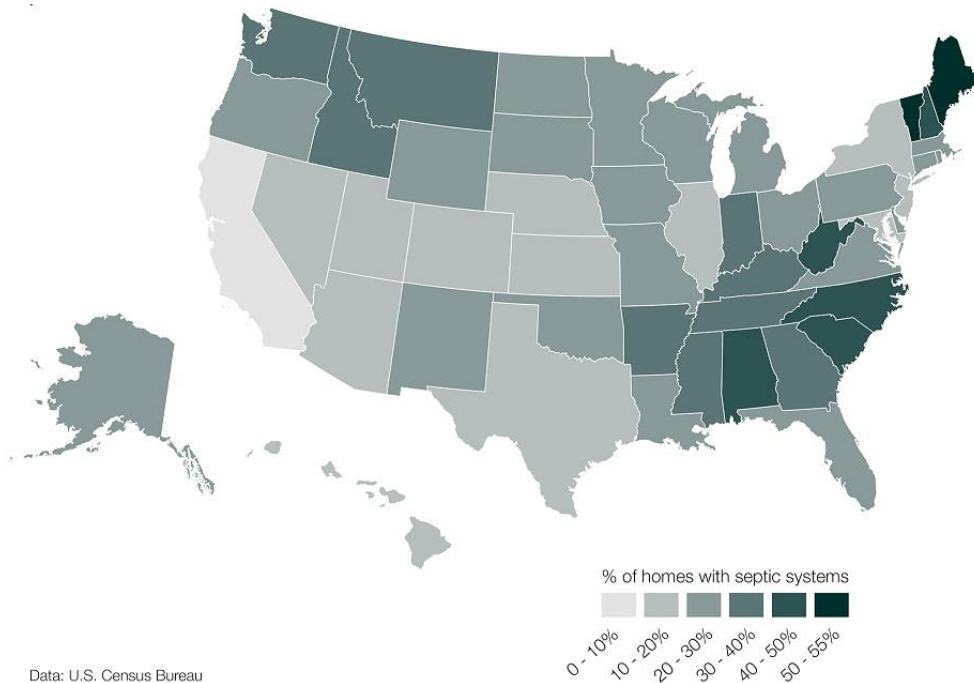 % of homes with septic systems
0 - 10%
10 - 20%
20 - 30%
30 - 40%
40 - 50%
50 - 55%
Data: U.S. Census Bureau